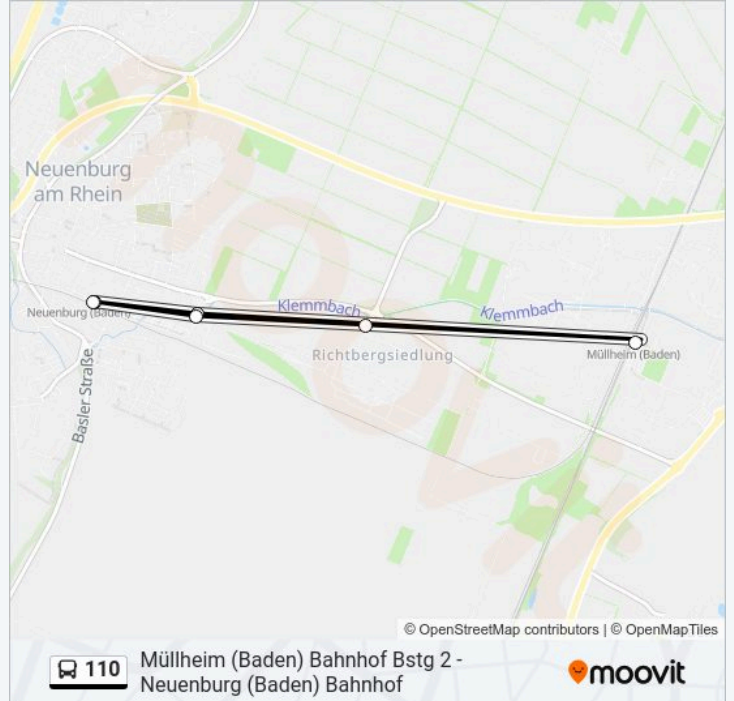 Neuenburg
am Rhein
Klemmbach
Klemmbach
Neuenburg (Baden)
Richtbergsiedlung
Müllheim (Baden)
Basler Straße
© OpenStreetMap contributors | © OpenMapTiles
110
Müllheim (Baden) Bahnhof Bstg 2 -
Neuenburg (Baden) Bahnhof
moovit